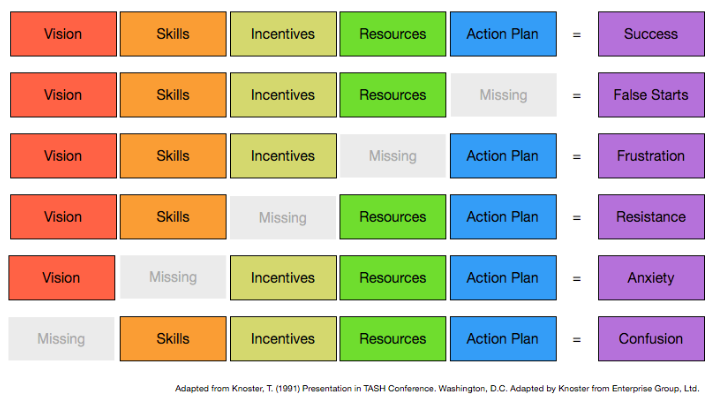 Vision Skills Incentives Resources Action Plan = Success
Vision Skills Incentives Resources Missing = False Starts
Vision Skills Incentives Missing Action Plan = Frustration
Vision Skills Missing Resources Action Plan = Resistance
Vision Missing Incentives Resources Action Plan = Anxiety
Missing Skills Incentives Resources Action Plan = Confusion
Adapted from Knoster, T. (1991) Presentation in TASH Conference. Washington, D.C. Adapted by Knoster from Enterprise Group, Ltd.